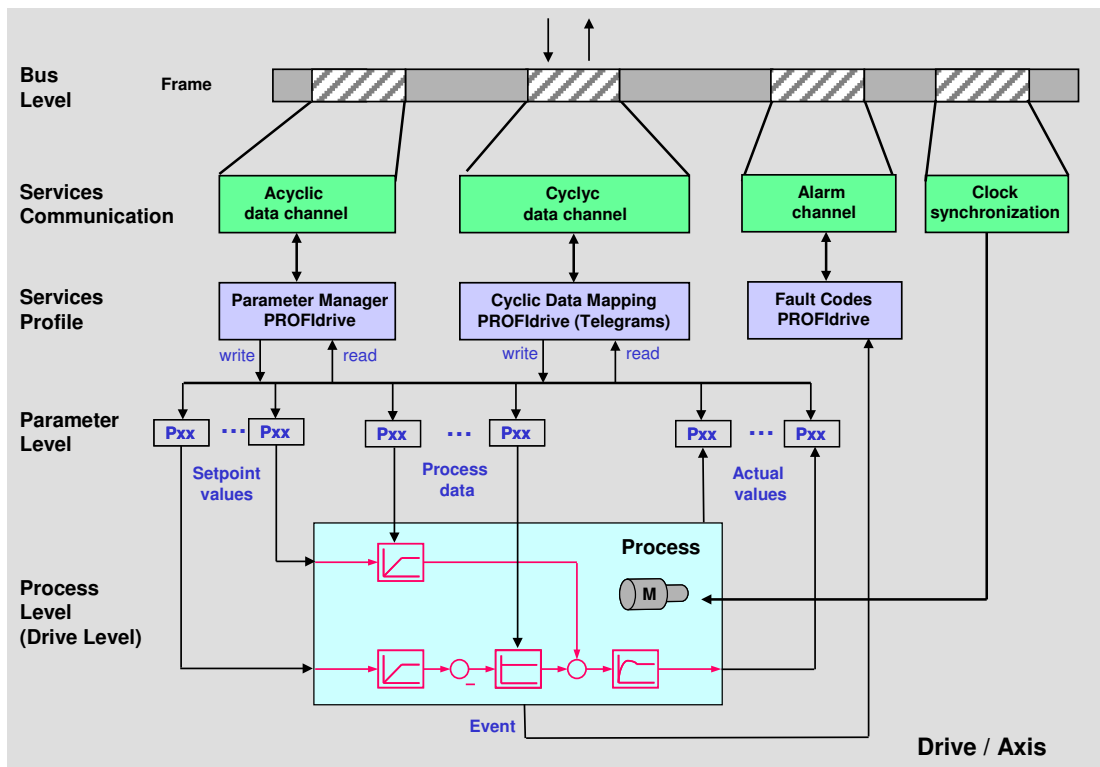 Bus
Level
Frame
Services
Communication
Acyclic
data channel
Cyclyc
data channel
Alarm
channel
Clock
synchronization
Services
Profile
Parameter Manager
PROFIdrive
Cyclic Data Mapping
PROFIdrive (Telegrams)
Fault Codes
PROFIdrive
write
read
write
read
Parameter
Level
Pxx ... Pxx
Pxx ... Pxx
Pxx ... Pxx
Setpoint
values
Process
data
Actual
values
Process
Level
(Drive Level)
Process
M
–
Event
Drive / Axis